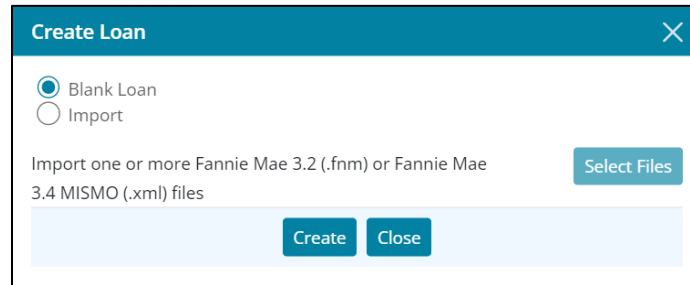 Create Loan
Blank Loan
Import
Import one or more Fannie Mae 3.2 (.fnm) or Fannie Mae
3.4 MISMO (.xml) files
Select Files
Create Close